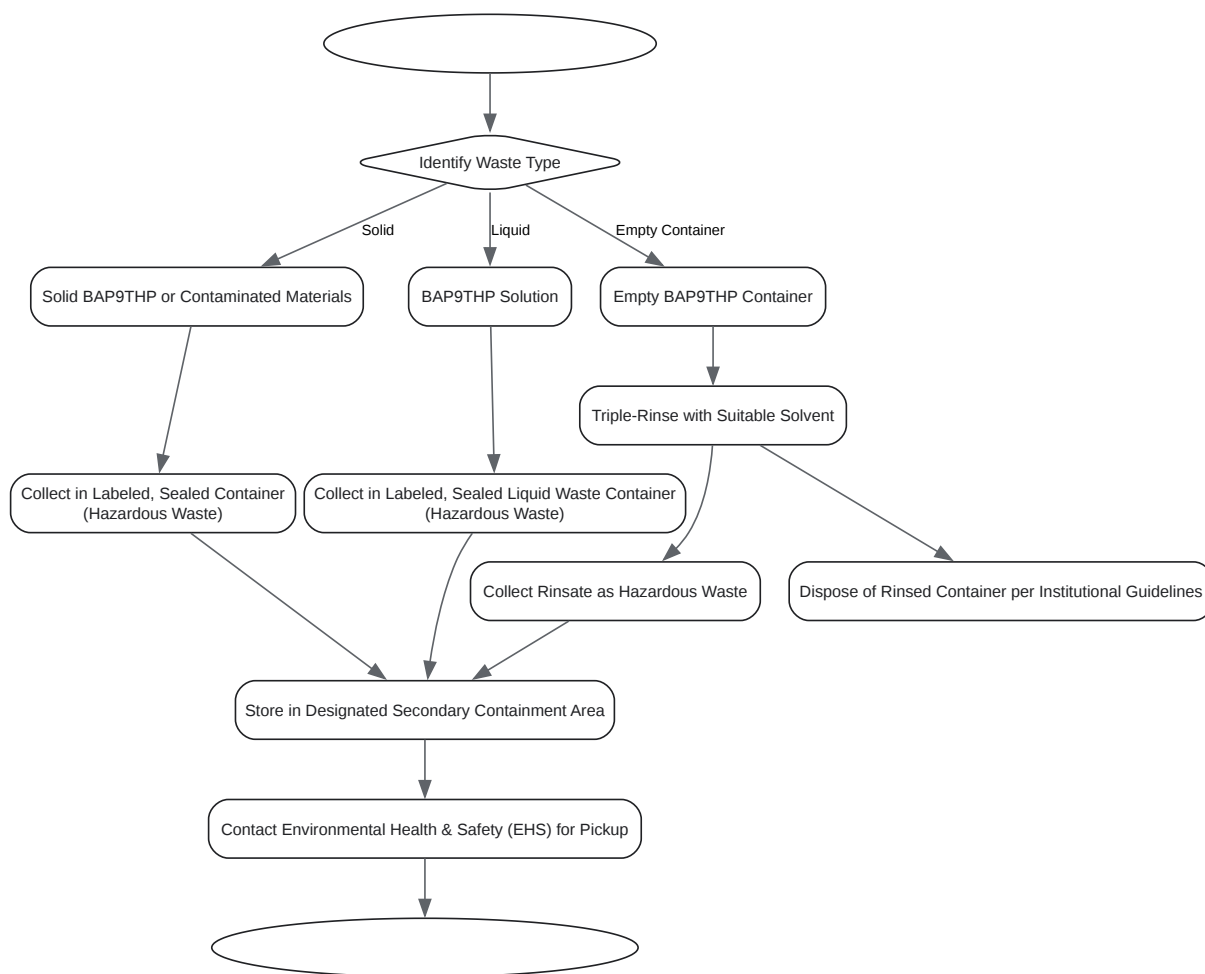 Identify Waste Type
Solid
Liquid
Empty Container
Solid BAP9THP or Contaminated Materials
BAP9THP Solution
Empty BAP9THP Container
Triple-Rinse with Suitable Solvent
Collect in Labeled, Sealed Container
(Hazardous Waste)
Collect in Labeled, Sealed Liquid Waste Container
(Hazardous Waste)
Collect Rinsate as Hazardous Waste
Dispose of Rinsed Container per Institutional Guidelines
Store in Designated Secondary Containment Area
Contact Environmental Health & Safety (EHS) for Pickup